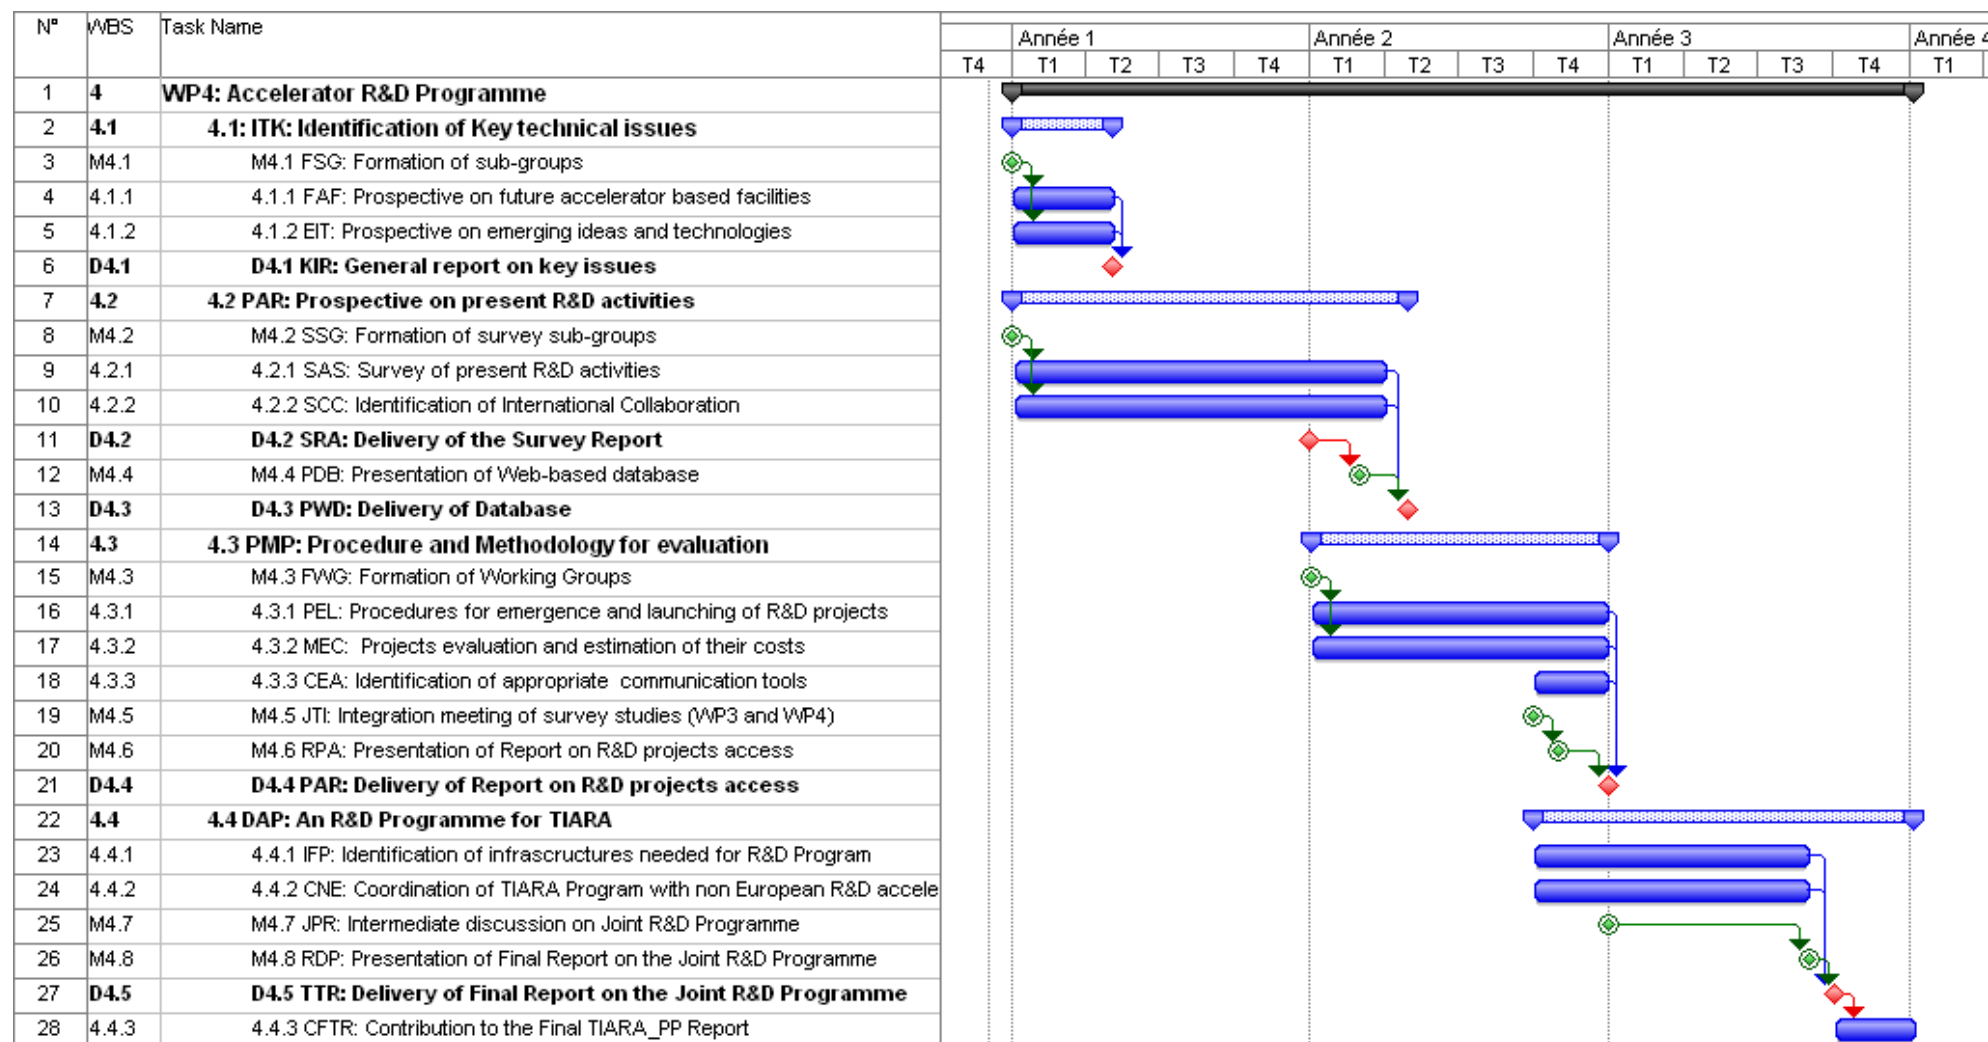 N° WBS Task Name
Année 1 Année 2 Année 3 Année 4
T4 T1 T2 T3 T4 T1 T2 T3 T4 T1 T2 T3 T4 T1
1 4 WP4: Accelerator R&D Programme
2 4.1 4.1: ITK: Identification of Key technical issues
3 M4.1 M4.1 FSG: Formation of sub-groups
4 4.1.1 4.1.1 FAF: Prospective on future accelerator based facilities
5 4.1.2 4.1.2 EIT: Prospective on emerging ideas and technologies
6 D4.1 D4.1 KIR: General report on key issues
7 4.2 4.2 PAR: Prospective on present R&D activities
8 M4.2 M4.2 SSG: Formation of survey sub-groups
9 4.2.1 4.2.1 SAS: Survey of present R&D activities
10 4.2.2 4.2.2 SCC: Identification of International Collaboration
11 D4.2 D4.2 SRA: Delivery of the Survey Report
12 M4.4 M4.4 PDB: Presentation of Web-based database
13 D4.3 D4.3 PWD: Delivery of Database
14 4.3 4.3 PMP: Procedure and Methodology for evaluation
15 M4.3 M4.3 FWG: Formation of Working Groups
16 4.3.1 4.3.1 PEL: Procedures for emergence and launching of R&D projects
17 4.3.2 4.3.2 MEC: Projects evaluation and estimation of their costs
18 4.3.3 4.3.3 CEA: Identification of appropriate communication tools
19 M4.5 M4.5 JTI: Integration meeting of survey studies (WP3 and WP4)
20 M4.6 M4.6 RPA: Presentation of Report on R&D projects access
21 D4.4 D4.4 PAR: Delivery of Report on R&D projects access
22 4.4 4.4 DAP: An R&D Programme for TIARA
23 4.4.1 4.4.1 IFP: Identification of infrascructures needed for R&D Program
24 4.4.2 4.4.2 CNE: Coordination of TIARA Program with non European R&D accele
25 M4.7 M4.7 JPR: Intermediate discussion on Joint R&D Programme
26 M4.8 M4.8 RDP: Presentation of Final Report on the Joint R&D Programme
27 D4.5 D4.5 TTR: Delivery of Final Report on the Joint R&D Programme
28 4.4.3 4.4.3 CFTR: Contribution to the Final TIARA_PP Report